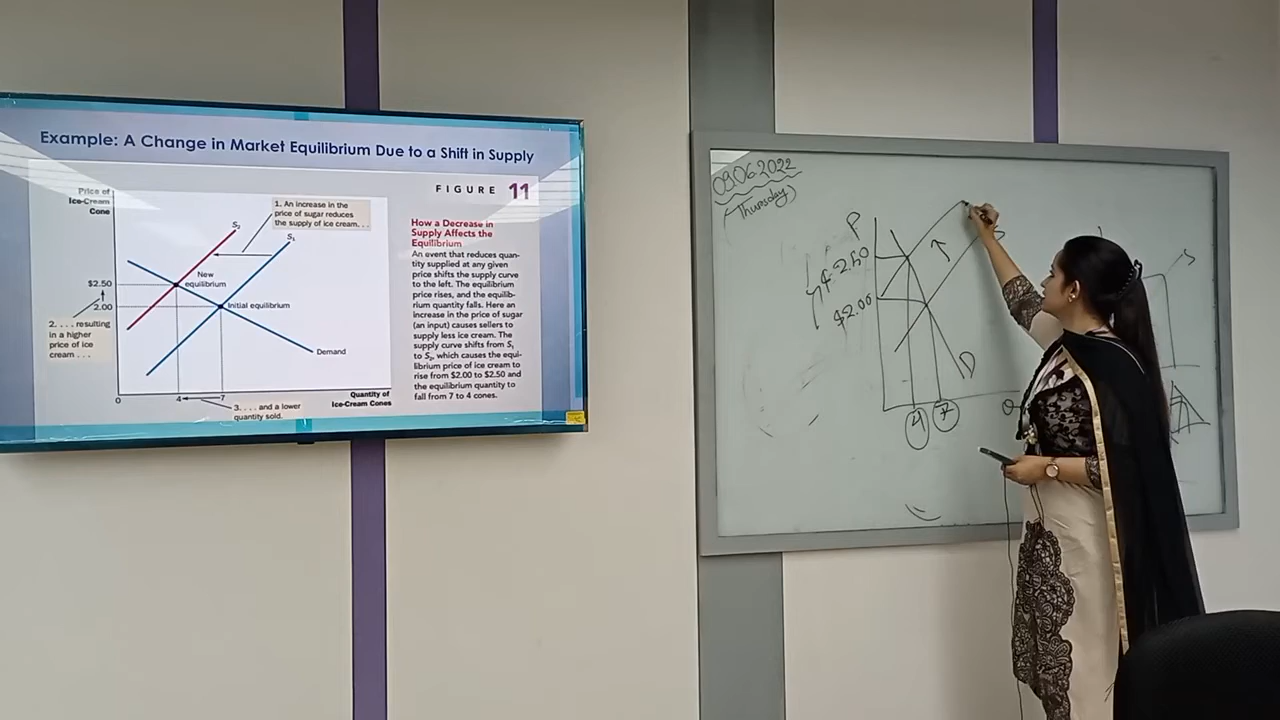 Example: A Change in Market Equilibrium Due to a Shift in Supply
Price of
Ice-Cream
Cone
1. An increase in the
price of sugar reduces
the supply of ice cream. . .
S₂
S₁
New
equilibrium
$2.50
2.00
Initial equilibrium
2. . . . resulting
in a higher
price of ice
cream . . .
Demand
0
4
7
Quantity of
Ice-Cream Cones
3. . . . and a lower
quantity sold.
FIGURE 11
How a Decrease in
Supply Affects the
Equilibrium
An event that reduces quan-
tity supplied at any given
price shifts the supply curve
to the left. The equilibrium
price rises, and the equilib-
rium quantity falls. Here an
increase in the price of sugar
(an input) causes sellers to
supply less ice cream. The
supply curve shifts from S₁
to S₂, which causes the equi-
librium price of ice cream to
rise from $2.00 to $2.50 and
the equilibrium quantity to
fall from 7 to 4 cones.
09.06.2022
(Thursday)
P
$2.50
$2.00
S
D
4
7
S